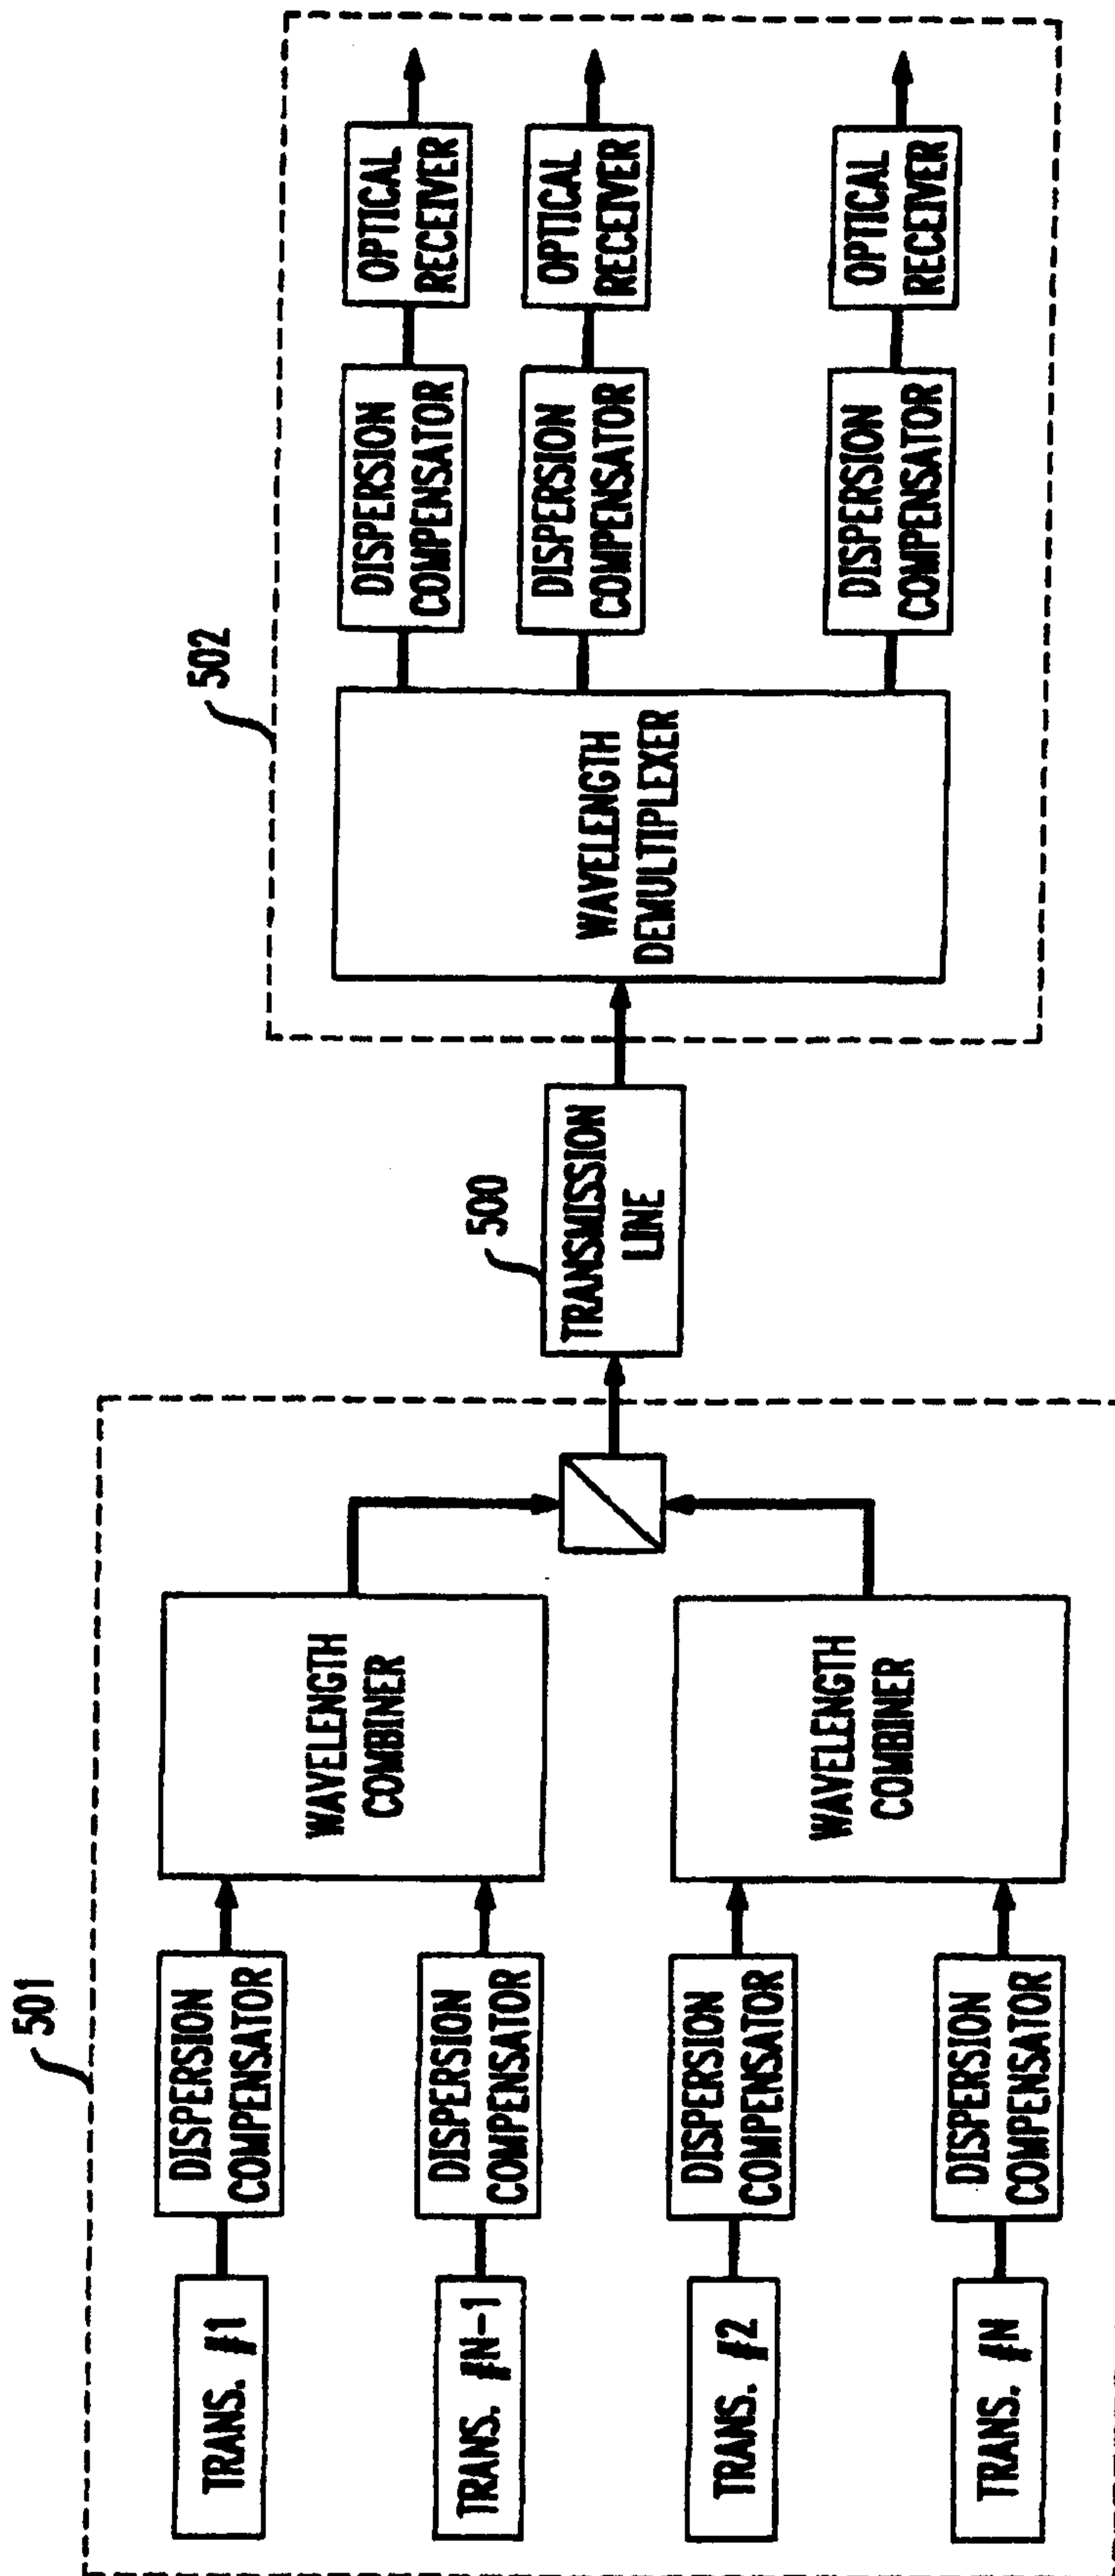 501
TRANS. #1
DISPERSION
COMPENSATOR
TRANS. #N-1
DISPERSION
COMPENSATOR
WAVELENGTH
COMBINER
TRANS. #2
DISPERSION
COMPENSATOR
TRANS. #N
DISPERSION
COMPENSATOR
WAVELENGTH
COMBINER
500
TRANSMISSION
LINE
502
WAVELENGTH
DEMULTIPLEXER
DISPERSION
COMPENSATOR
OPTICAL
RECEIVER
DISPERSION
COMPENSATOR
OPTICAL
RECEIVER
DISPERSION
COMPENSATOR
OPTICAL
RECEIVER